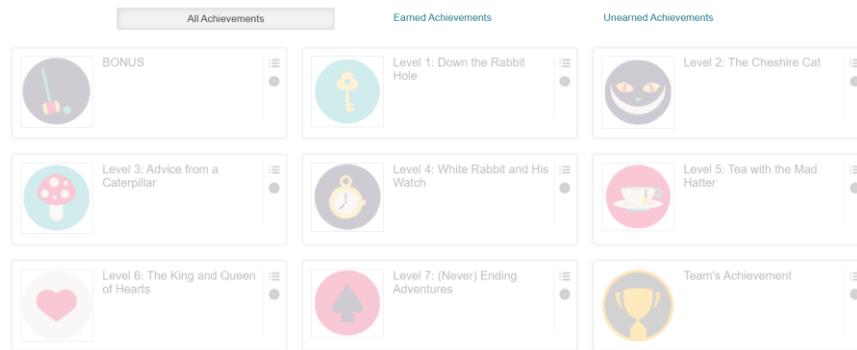 All Achievements
Earned Achievements
Unearned Achievements
BONUS
Level 1: Down the Rabbit
Hole
Level 2: The Cheshire Cat
Level 3: Advice from a
Caterpillar
Level 4: White Rabbit and His
Watch
Level 5: Tea with the Mad
Hatter
Level 6: The King and Queen
of Hearts
Level 7: (Never) Ending
Adventures
Team's Achievement